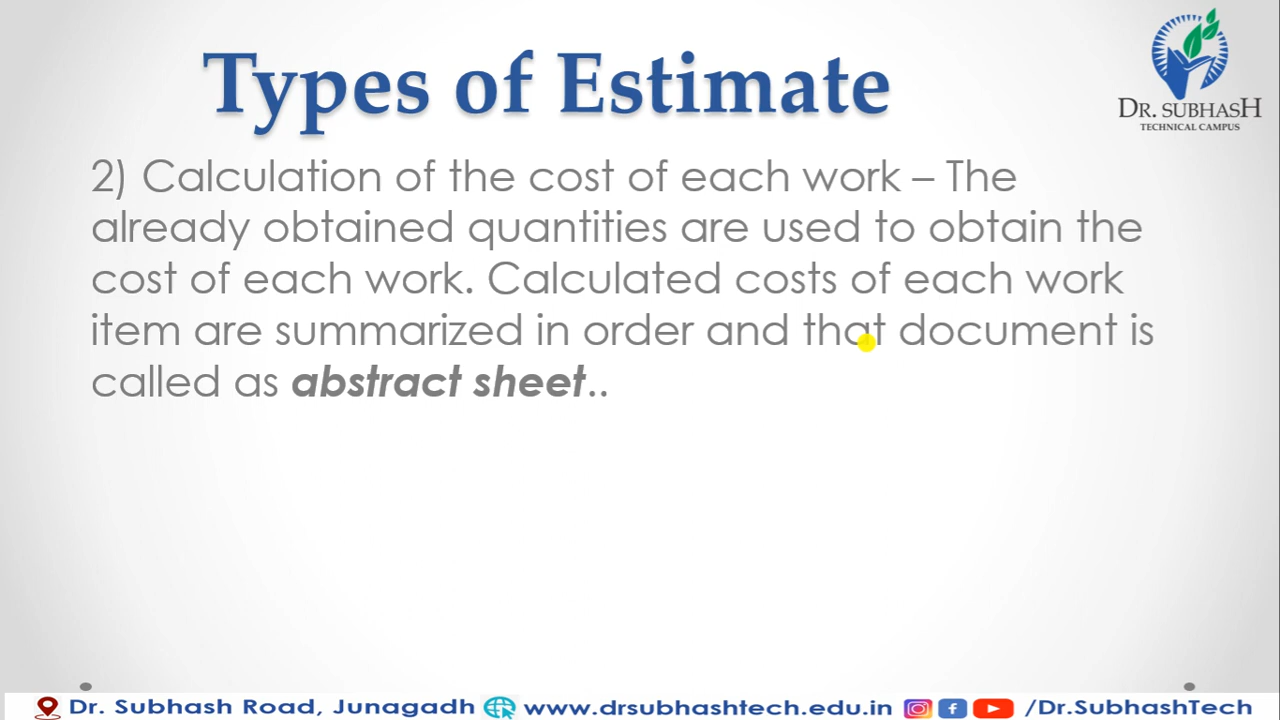 Types of Estimate
DR. SUBHASH
TECHNICAL CAMPUS
2) Calculation of the cost of each work – The
already obtained quantities are used to obtain the
cost of each work. Calculated costs of each work
item are summarized in order and that document is
called as abstract sheet..
Dr. Subhash Road, Junagadh www.drsubhashtech.edu.in /Dr.SubhashTech